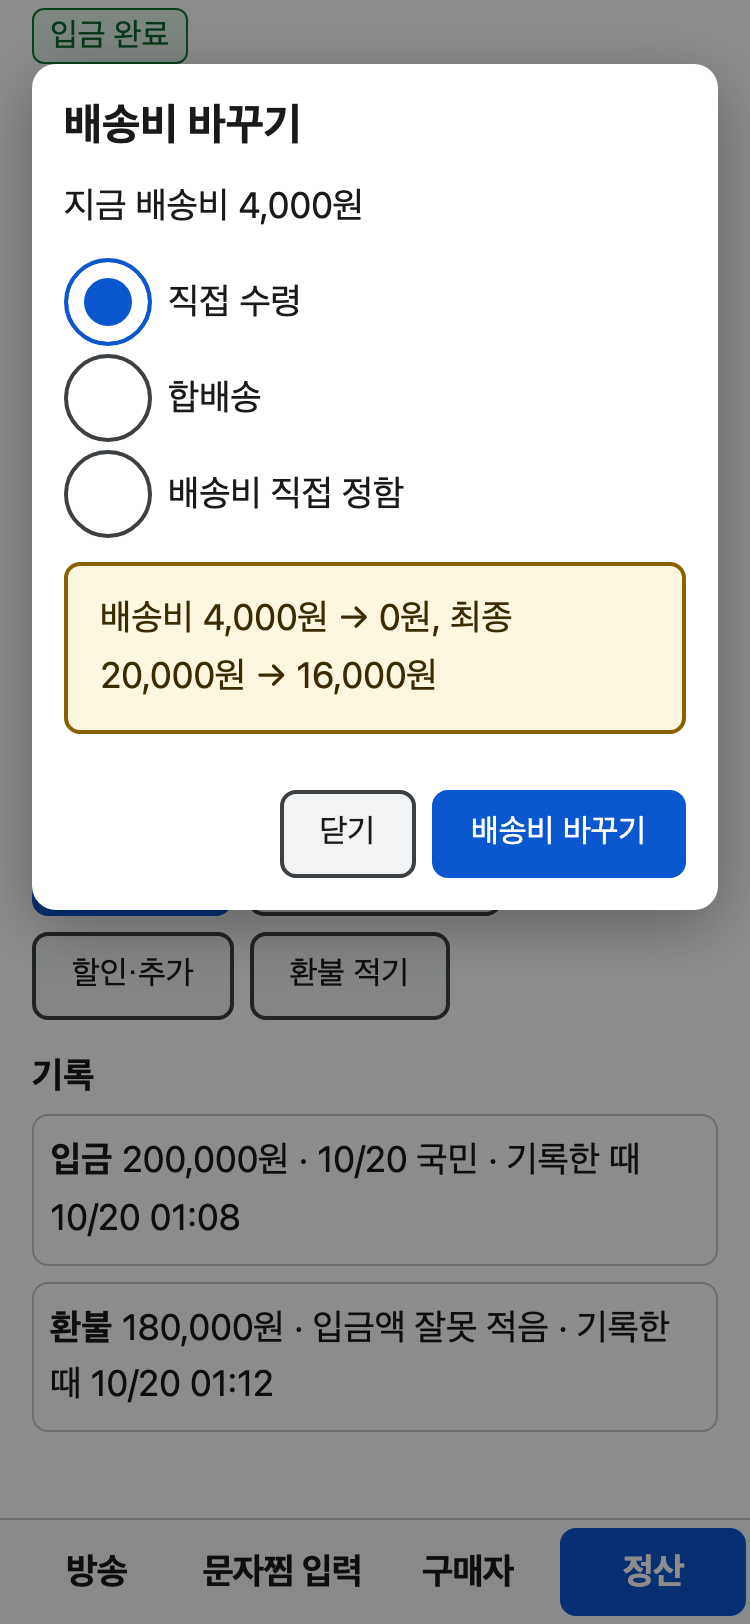 입금 완료
배송비 바꾸기
지금 배송비 4,000원
직접 수령
합배송
배송비 직접 정함
배송비 4,000원 → 0원, 최종
20,000원 → 16,000원
닫기
배송비 바꾸기
할인·추가
환불 적기
기록
입금 200,000원 · 10/20 국민 · 기록한 때
10/20 01:08
환불 180,000원 · 입금액 잘못 적음 · 기록한
때 10/20 01:12
방송
문자찜 입력
구매자
정산